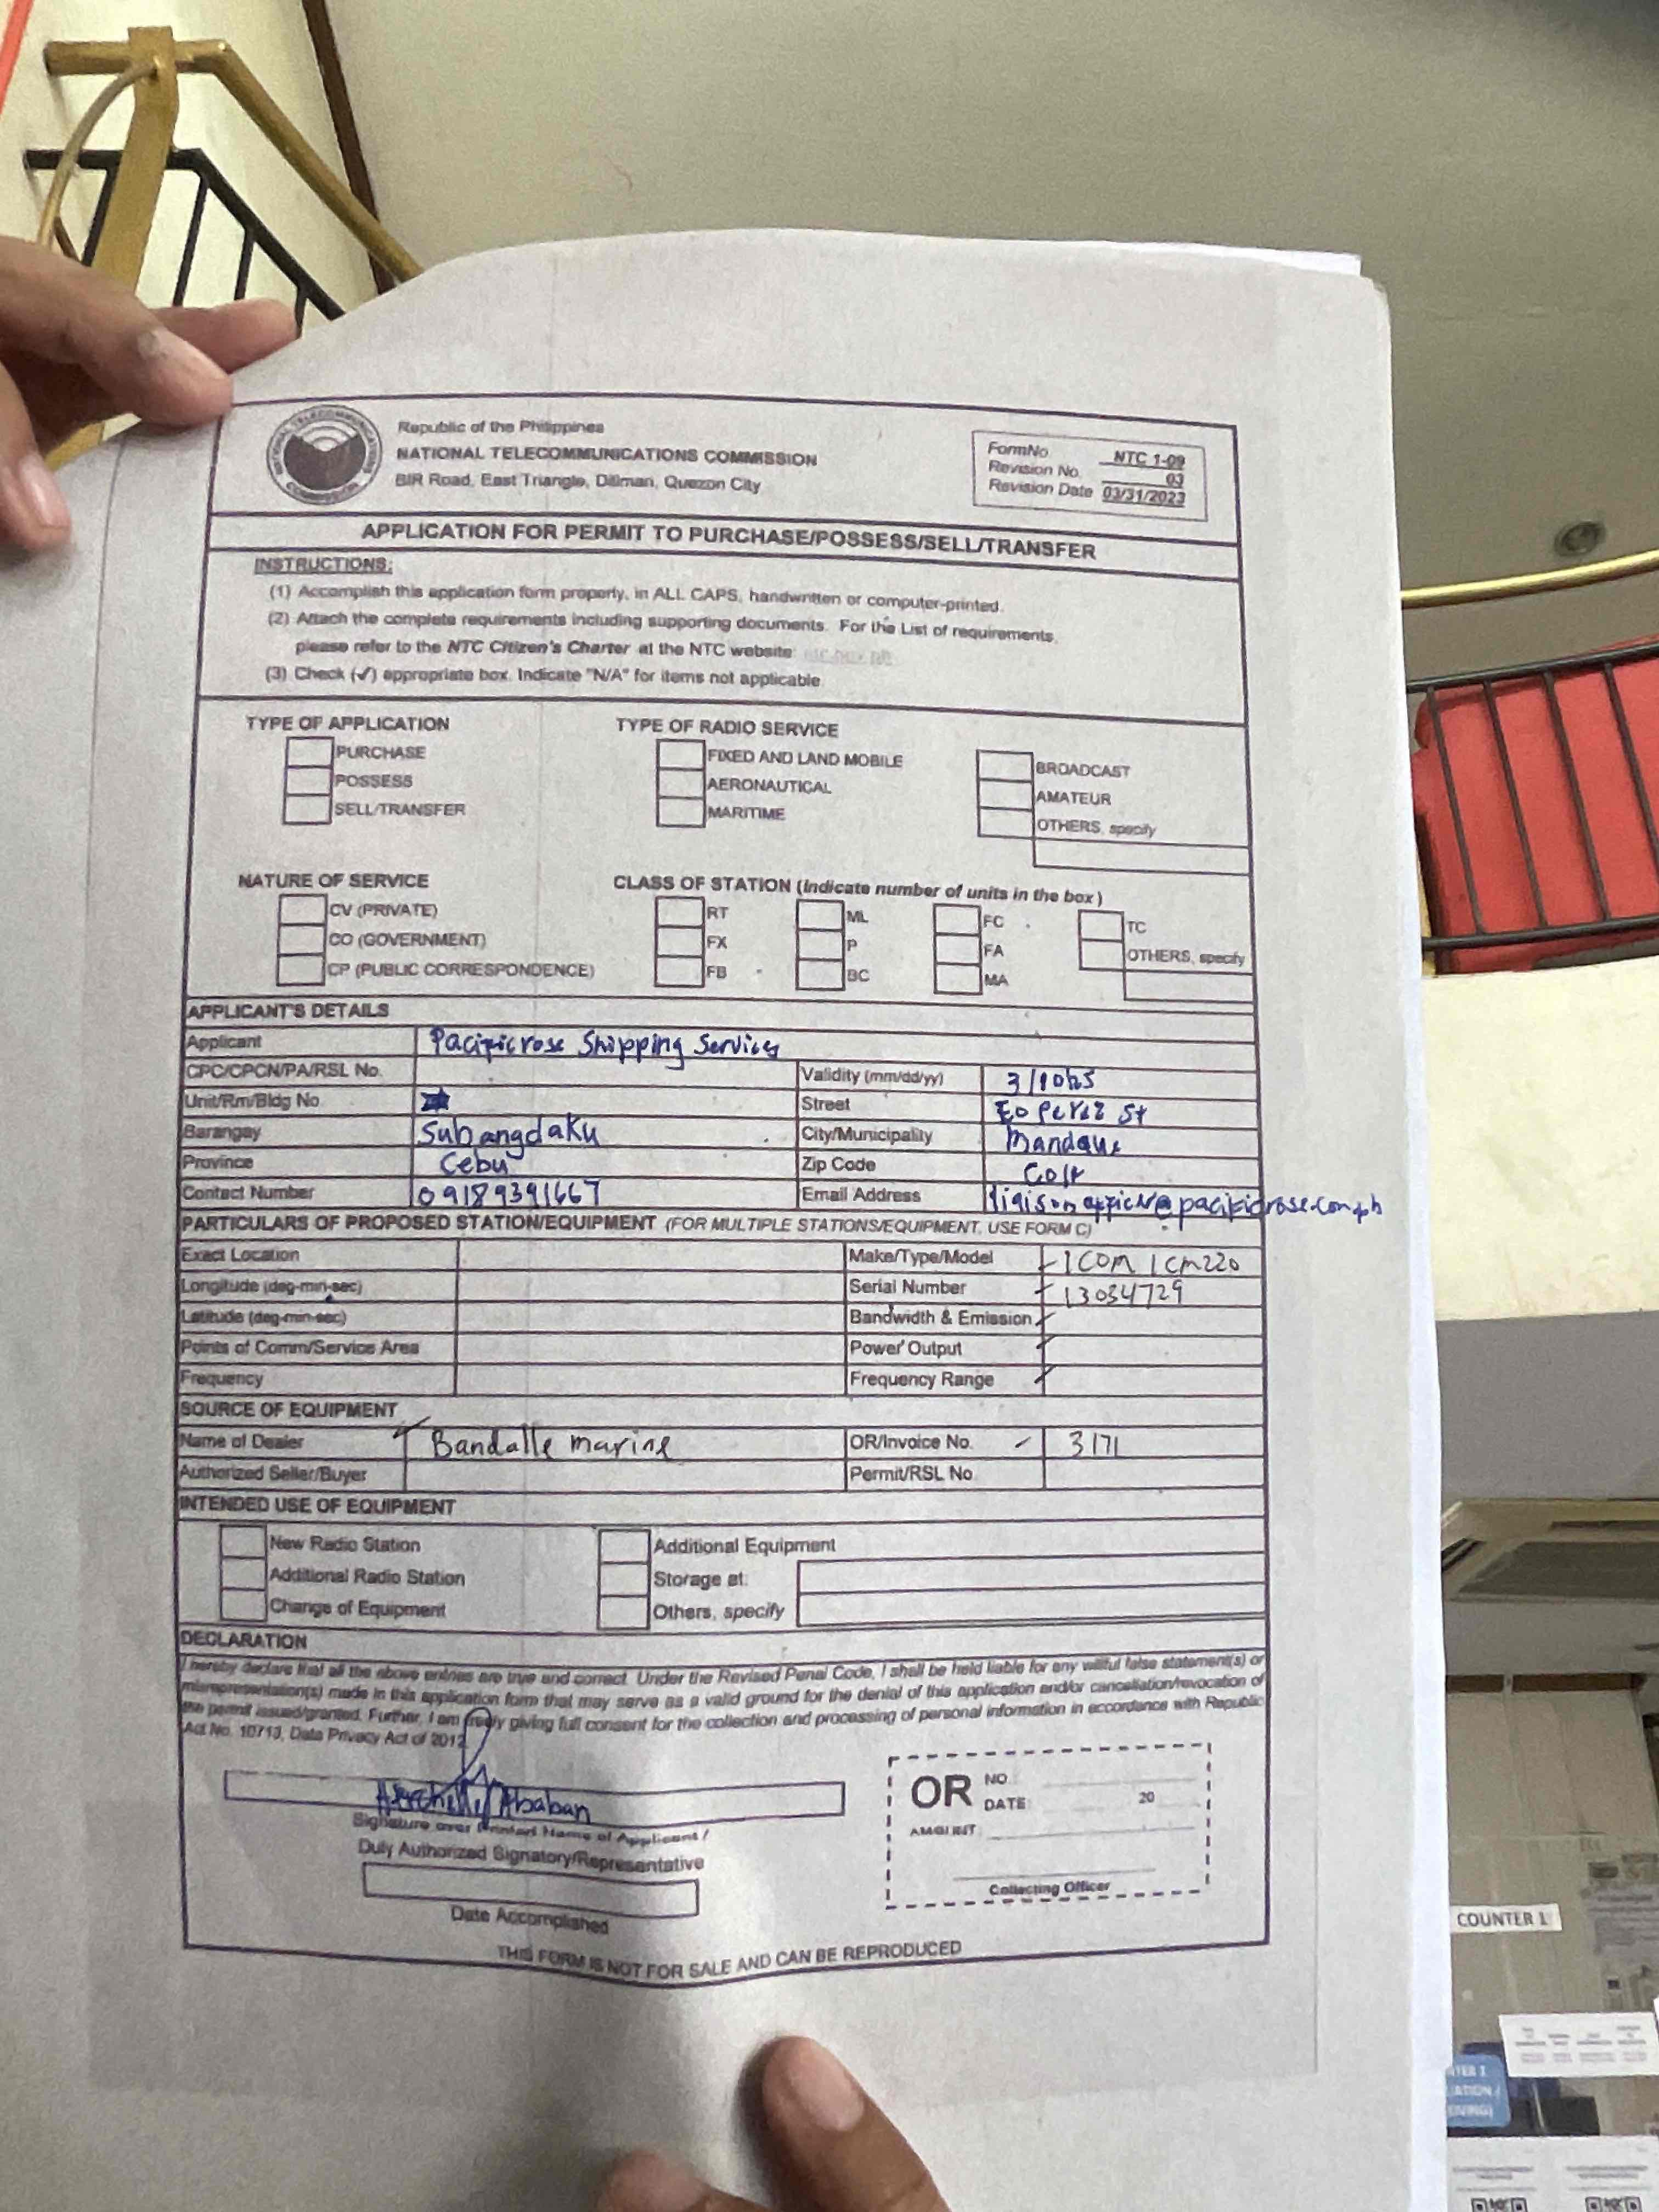 Republic of the Philippines
NATIONAL TELECOMMUNICATIONS COMMISSION
BIR Road, East Triangle, Diliman, Quezon City
FormNo. NTC 1-09
Revision No. 03
Revision Date 03/31/2023
APPLICATION FOR PERMIT TO PURCHASE/POSSESS/SELL/TRANSFER
INSTRUCTIONS:
(1) Accomplish this application form properly, in ALL CAPS, handwritten or computer-printed.
(2) Attach the complete requirements including supporting documents. For the List of requirements,
please refer to the NTC Citizen's Charter at the NTC website:
(3) Check (✓) appropriate box. Indicate "N/A" for items not applicable.
TYPE OF APPLICATION
PURCHASE
POSSESS
SELL/TRANSFER
TYPE OF RADIO SERVICE
FIXED AND LAND MOBILE
AERONAUTICAL
MARITIME
BROADCAST
AMATEUR
OTHERS, specify
NATURE OF SERVICE
CV (PRIVATE)
CO (GOVERNMENT)
CP (PUBLIC CORRESPONDENCE)
CLASS OF STATION (Indicate number of units in the box)
RT ML FC TC
FX P FA OTHERS, specify
FB BC MA
APPLICANT'S DETAILS
Applicant Pacificrose Shipping Services
CPC/CPCN/PA/RSL No. Validity (mm/dd/yy)
Unit/Rm/Bldg No. Street EO Perez St
Barangay Subangdaku City/Municipality Mandaue
Province Cebu Zip Code 6014
Contact Number 09189391667 Email Address liaisonofficer@pacificrose.com.ph
PARTICULARS OF PROPOSED STATION/EQUIPMENT (FOR MULTIPLE STATIONS/EQUIPMENT, USE FORM C)
Exact Location Make/Type/Model ICOM ICM220
Longitude (deg-min-sec) Serial Number 13034729
Latitude (deg-min-sec) Bandwidth & Emission
Points of Comm/Service Area Power Output
Frequency Frequency Range
SOURCE OF EQUIPMENT
Name of Dealer Bandalle marine OR/Invoice No. 3171
Authorized Seller/Buyer Permit/RSL No.
INTENDED USE OF EQUIPMENT
New Radio Station Additional Equipment
Additional Radio Station Storage at:
Change of Equipment Others, specify
DECLARATION
I hereby declare that all the above entries are true and correct. Under the Revised Penal Code, I shall be held liable for any willful false statement(s) or
misrepresentation(s) made in this application form that may serve as a valid ground for the denial of this application and/or cancellation/revocation of
the permit issued/granted. Further, I am freely giving full consent for the collection and processing of personal information in accordance with Republic
Act No. 10713, Data Privacy Act of 2012.
Ababan
Signature over Printed Name of Applicant/
Duly Authorized Signatory/Representative
Date Accomplished
OR NO.
DATE 20
AMOUNT
Collecting Officer
THIS FORM IS NOT FOR SALE AND CAN BE REPRODUCED
COUNTER 1